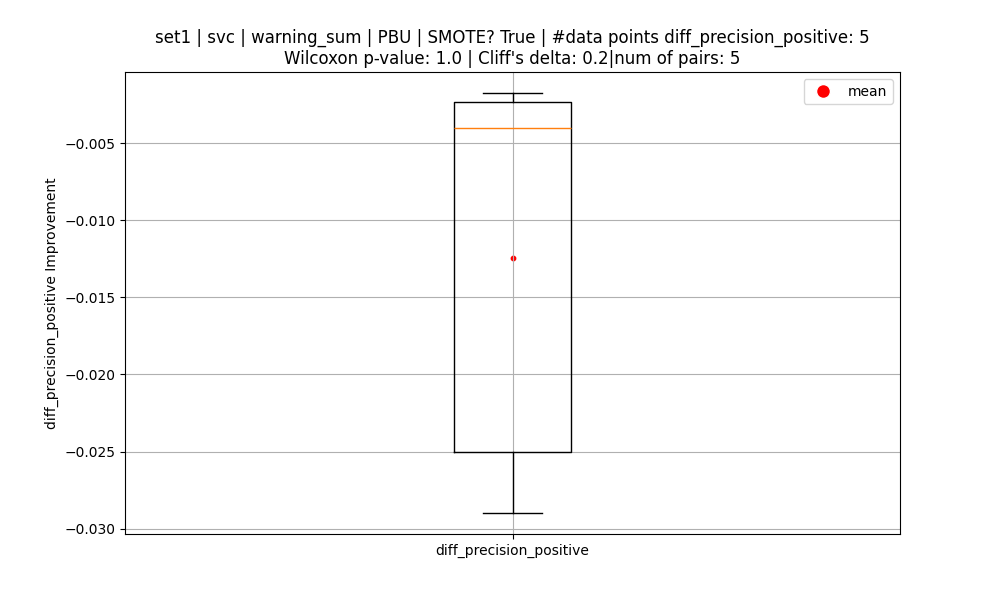 set1 | svc | warning_sum | PBU | SMOTE? True | #data points diff_precision_positive: 5
Wilcoxon p-value: 1.0 | Cliff's delta: 0.2|num of pairs: 5
mean
diff_precision_positive Improvement
−0.005
−0.010
−0.015
−0.020
−0.025
−0.030
diff_precision_positive